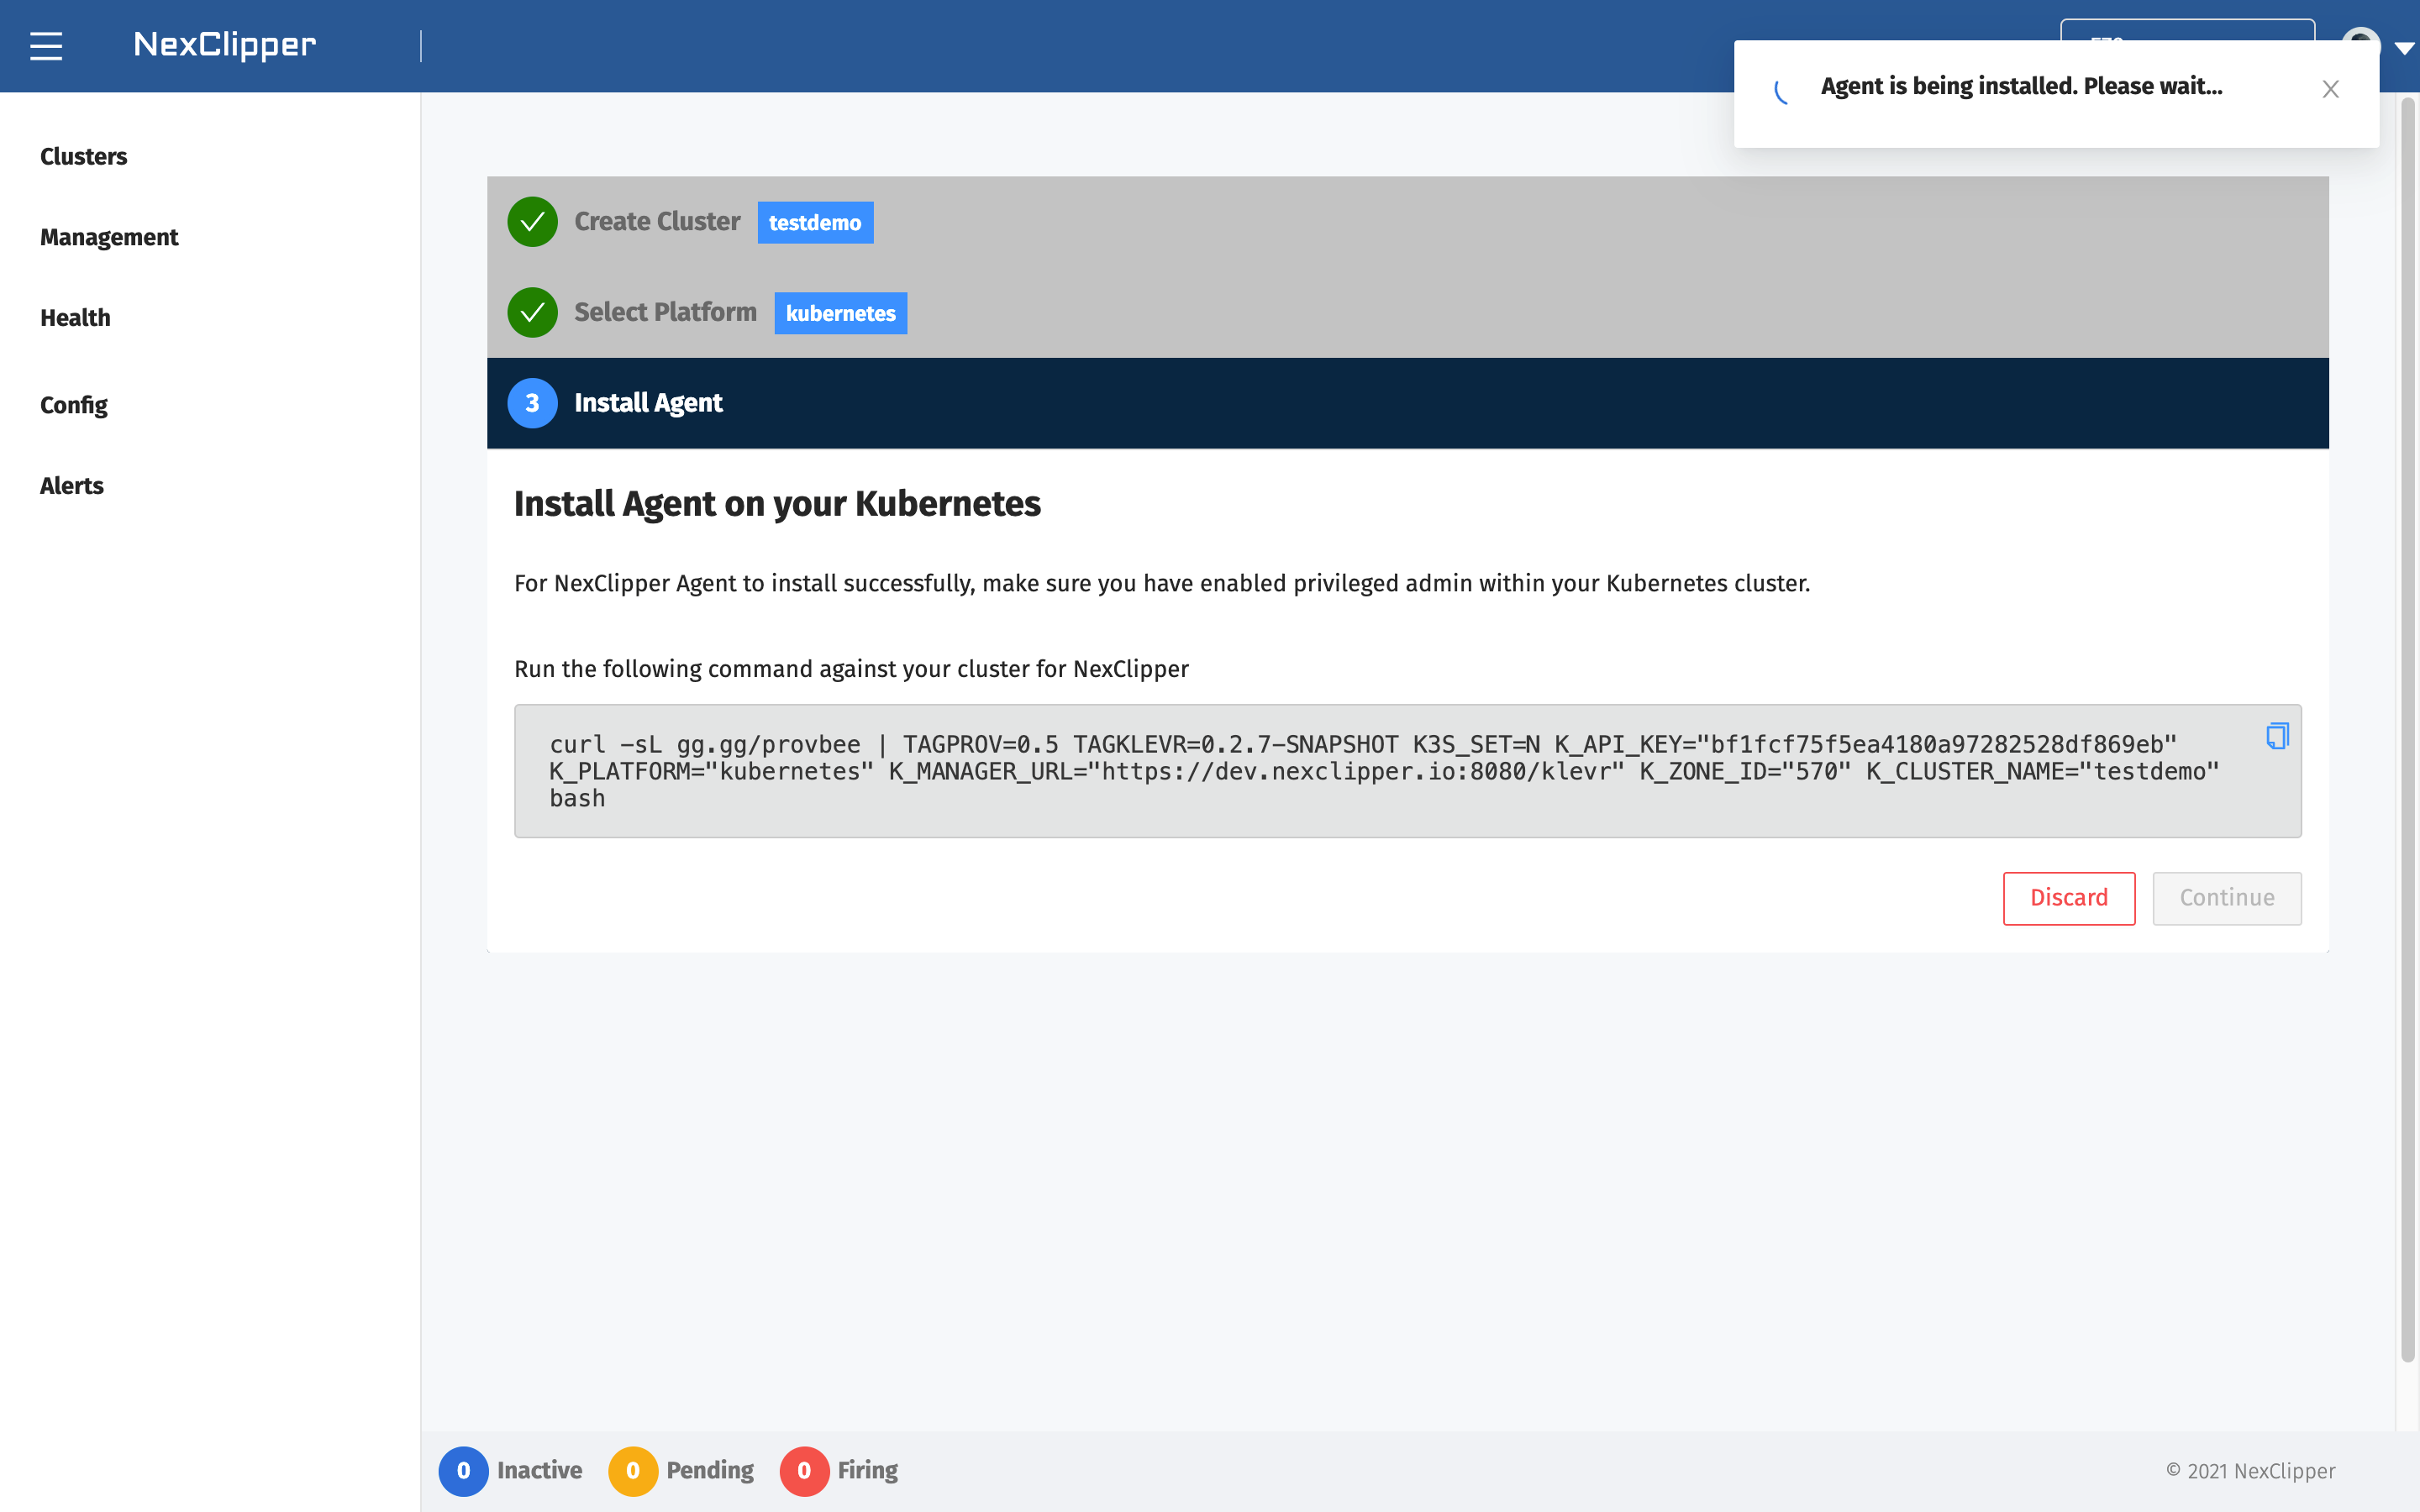 NexClipper
Agent is being installed. Please wait...
Clusters
Management
Health
Config
Alerts
Create Cluster testdemo
Select Platform kubernetes
3 Install Agent
Install Agent on your Kubernetes
For NexClipper Agent to install successfully, make sure you have enabled privileged admin within your Kubernetes cluster.
Run the following command against your cluster for NexClipper
curl -sL gg.gg/provbee | TAGPROV=0.5 TAGKLEVR=0.2.7-SNAPSHOT K3S_SET=N K_API_KEY="bf1fcf75f5ea4180a97282528df869eb"
K_PLATFORM="kubernetes" K_MANAGER_URL="https://dev.nexclipper.io:8080/klevr" K_ZONE_ID="570" K_CLUSTER_NAME="testdemo"
bash
Discard Continue
0 Inactive 0 Pending 0 Firing
© 2021 NexClipper